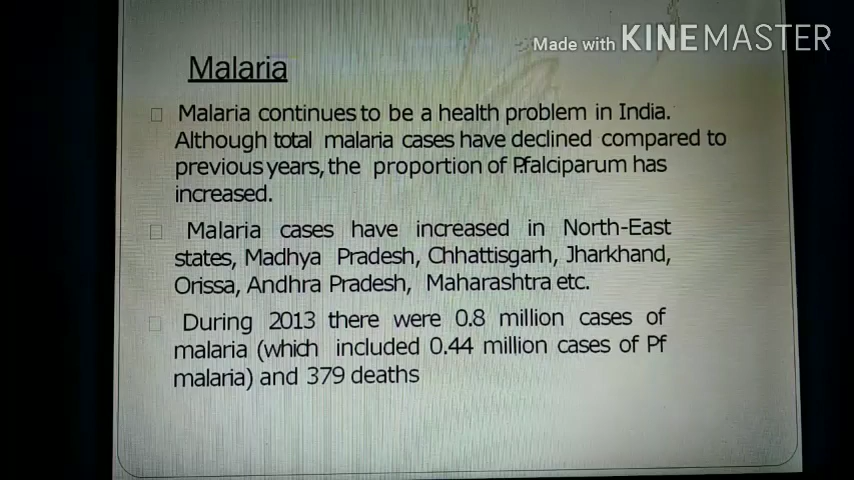 Made with KINEMASTER
Malaria
Malaria continues to be a health problem in India.
Although total malaria cases have declined compared to
previous years, the proportion of P.falciparum has
increased.
Malaria cases have increased in North-East
states, Madhya Pradesh, Chhattisgarh, Jharkhand,
Orissa, Andhra Pradesh, Maharashtra etc.
During 2013 there were 0.8 million cases of
malaria (which included 0.44 million cases of Pf
malaria) and 379 deaths